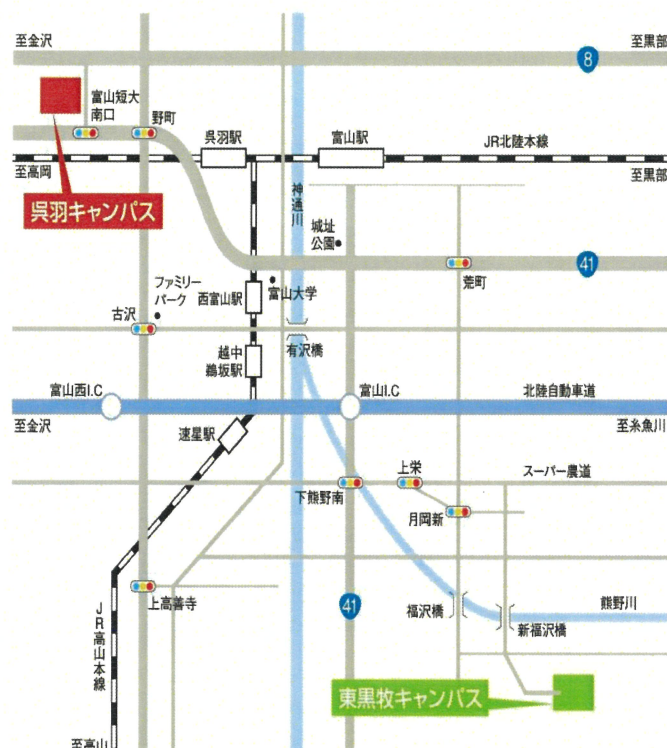 至金沢
至黒部
8
富山短大
南口
野町
呉羽駅
富山駅
JR北陸本線
至高岡
至黒部
呉羽キャンパス
神通川
城址
公園
41
荒町
ファミリー
パーク
西富山駅
富山大学
古沢
越中
鵜坂駅
有沢橋
富山西I.C
富山I.C
北陸自動車道
至金沢
至糸魚川
速星駅
上栄
スーパー農道
下熊野南
月岡新
上高善寺
41
福沢橋
熊野川
新福沢橋
JR高山本線
東黒牧キャンパス
至高山